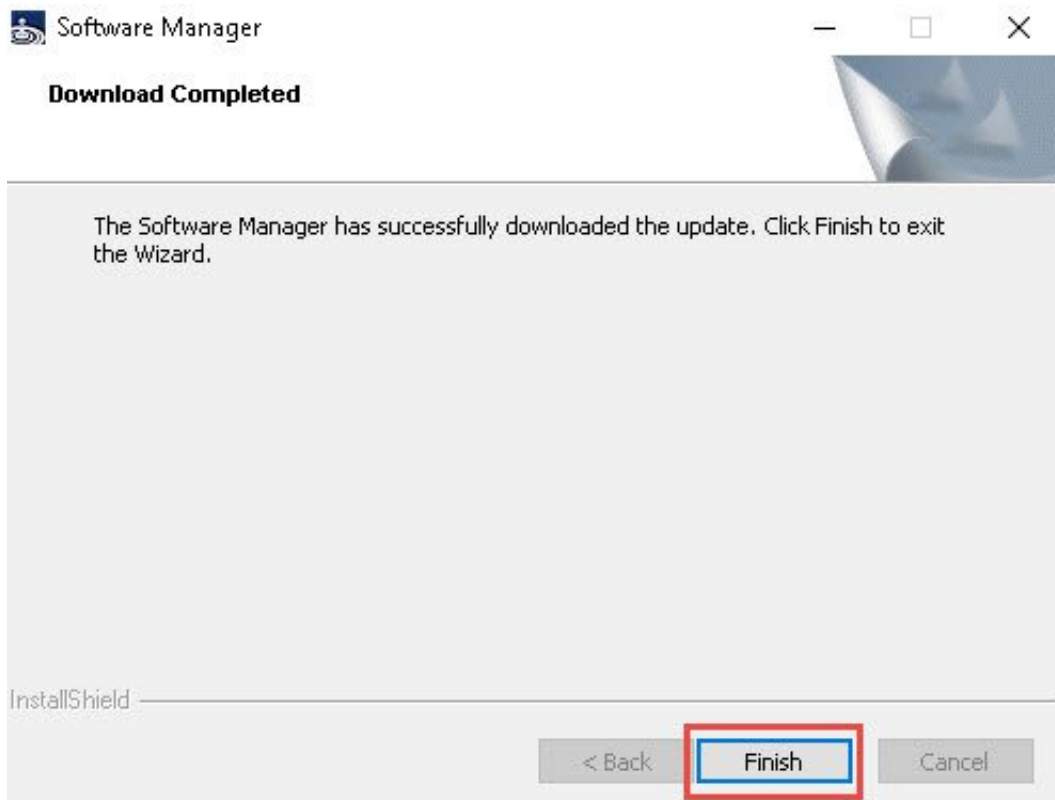 Software Manager
Download Completed
The Software Manager has successfully downloaded the update. Click Finish to exit
the Wizard.
InstallShield
< Back
Finish
Cancel